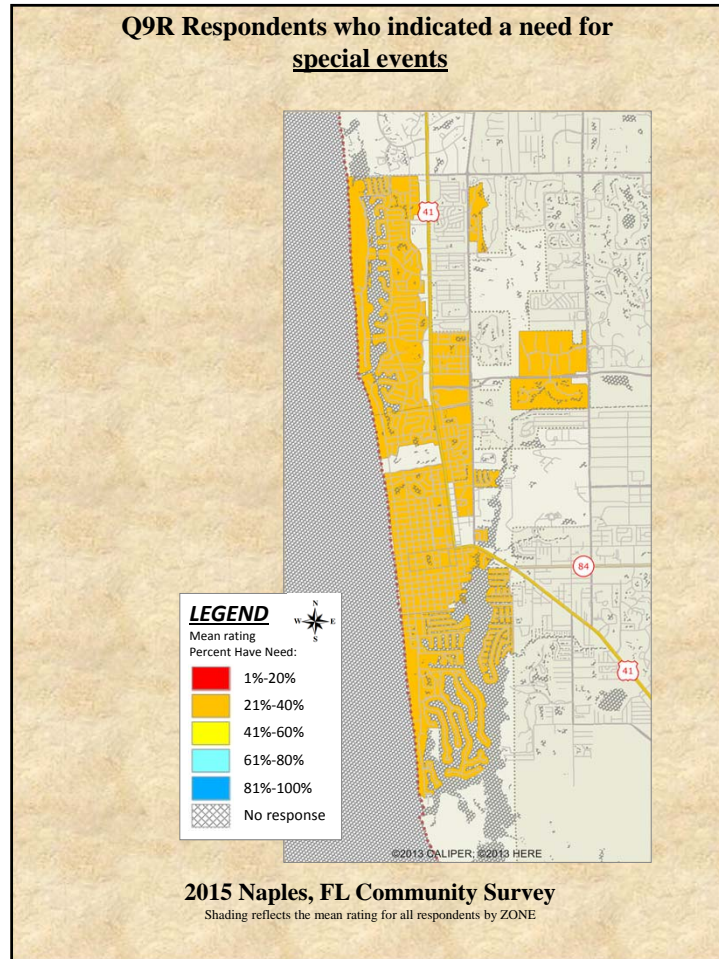 Q9R Respondents who indicated a need for
special events
41
84
41
LEGEND
N
W E
S
Mean rating
Percent Have Need:
1%-20%
21%-40%
41%-60%
61%-80%
81%-100%
No response
©2013 CALIPER; ©2013 HERE
2015 Naples, FL Community Survey
Shading reflects the mean rating for all respondents by ZONE